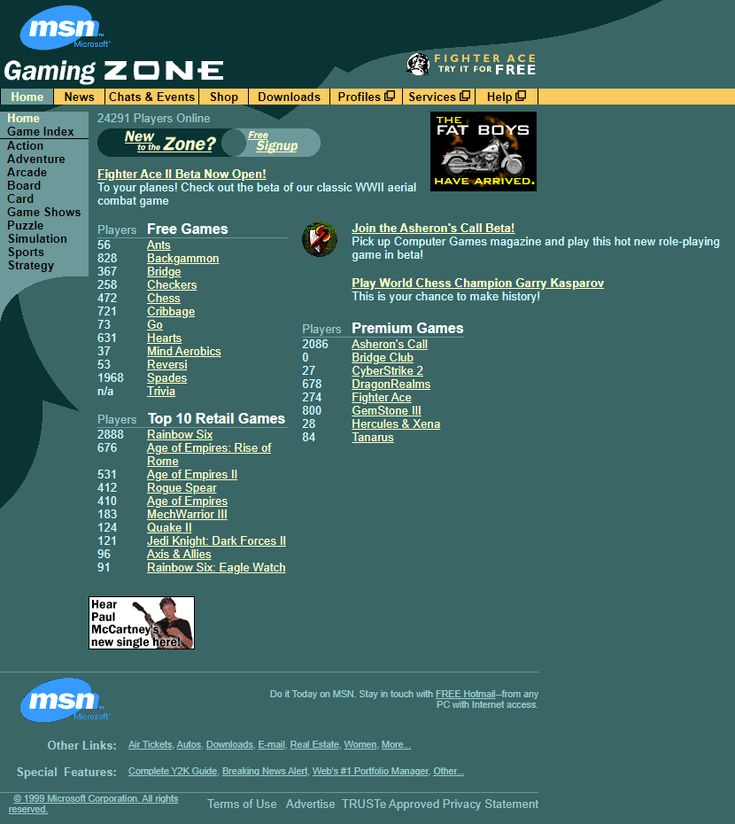 msn
Microsoft
Gaming ZONE
FIGHTER ACE
TRY IT FOR FREE
Home News Chats & Events Shop Downloads Profiles Services Help
Home
Game Index
Action
Adventure
Arcade
Board
Card
Game Shows
Puzzle
Simulation
Sports
Strategy
24291 Players Online
New to the Zone?
Free Signup
THE
FAT BOYS
HAVE ARRIVED.
Fighter Ace II Beta Now Open!
To your planes! Check out the beta of our classic WWII aerial
combat game
Players Free Games
56 Ants
828 Backgammon
367 Bridge
258 Checkers
472 Chess
721 Cribbage
73 Go
631 Hearts
37 Mind Aerobics
53 Reversi
1968 Spades
n/a Trivia
Players Top 10 Retail Games
2888 Rainbow Six
676 Age of Empires: Rise of
Rome
531 Age of Empires II
412 Rogue Spear
410 Age of Empires
183 MechWarrior III
124 Quake II
121 Jedi Knight: Dark Forces II
96 Axis & Allies
91 Rainbow Six: Eagle Watch
Join the Asheron's Call Beta!
Pick up Computer Games magazine and play this hot new role-playing
game in beta!
Play World Chess Champion Garry Kasparov
This is your chance to make history!
Players Premium Games
2086 Asheron's Call
0 Bridge Club
27 CyberStrike 2
678 DragonRealms
274 Fighter Ace
800 GemStone III
28 Hercules & Xena
84 Tanarus
Hear
Paul
McCartney's
new single here!
msn
Microsoft
Do it Today on MSN. Stay in touch with FREE Hotmail--from any
PC with Internet access.
Other Links: Air Tickets, Autos, Downloads, E-mail, Real Estate, Women, More...
Special Features: Complete Y2K Guide, Breaking News Alert, Web's #1 Portfolio Manager, Other...
© 1999 Microsoft Corporation. All rights
reserved.
Terms of Use Advertise TRUSTe Approved Privacy Statement